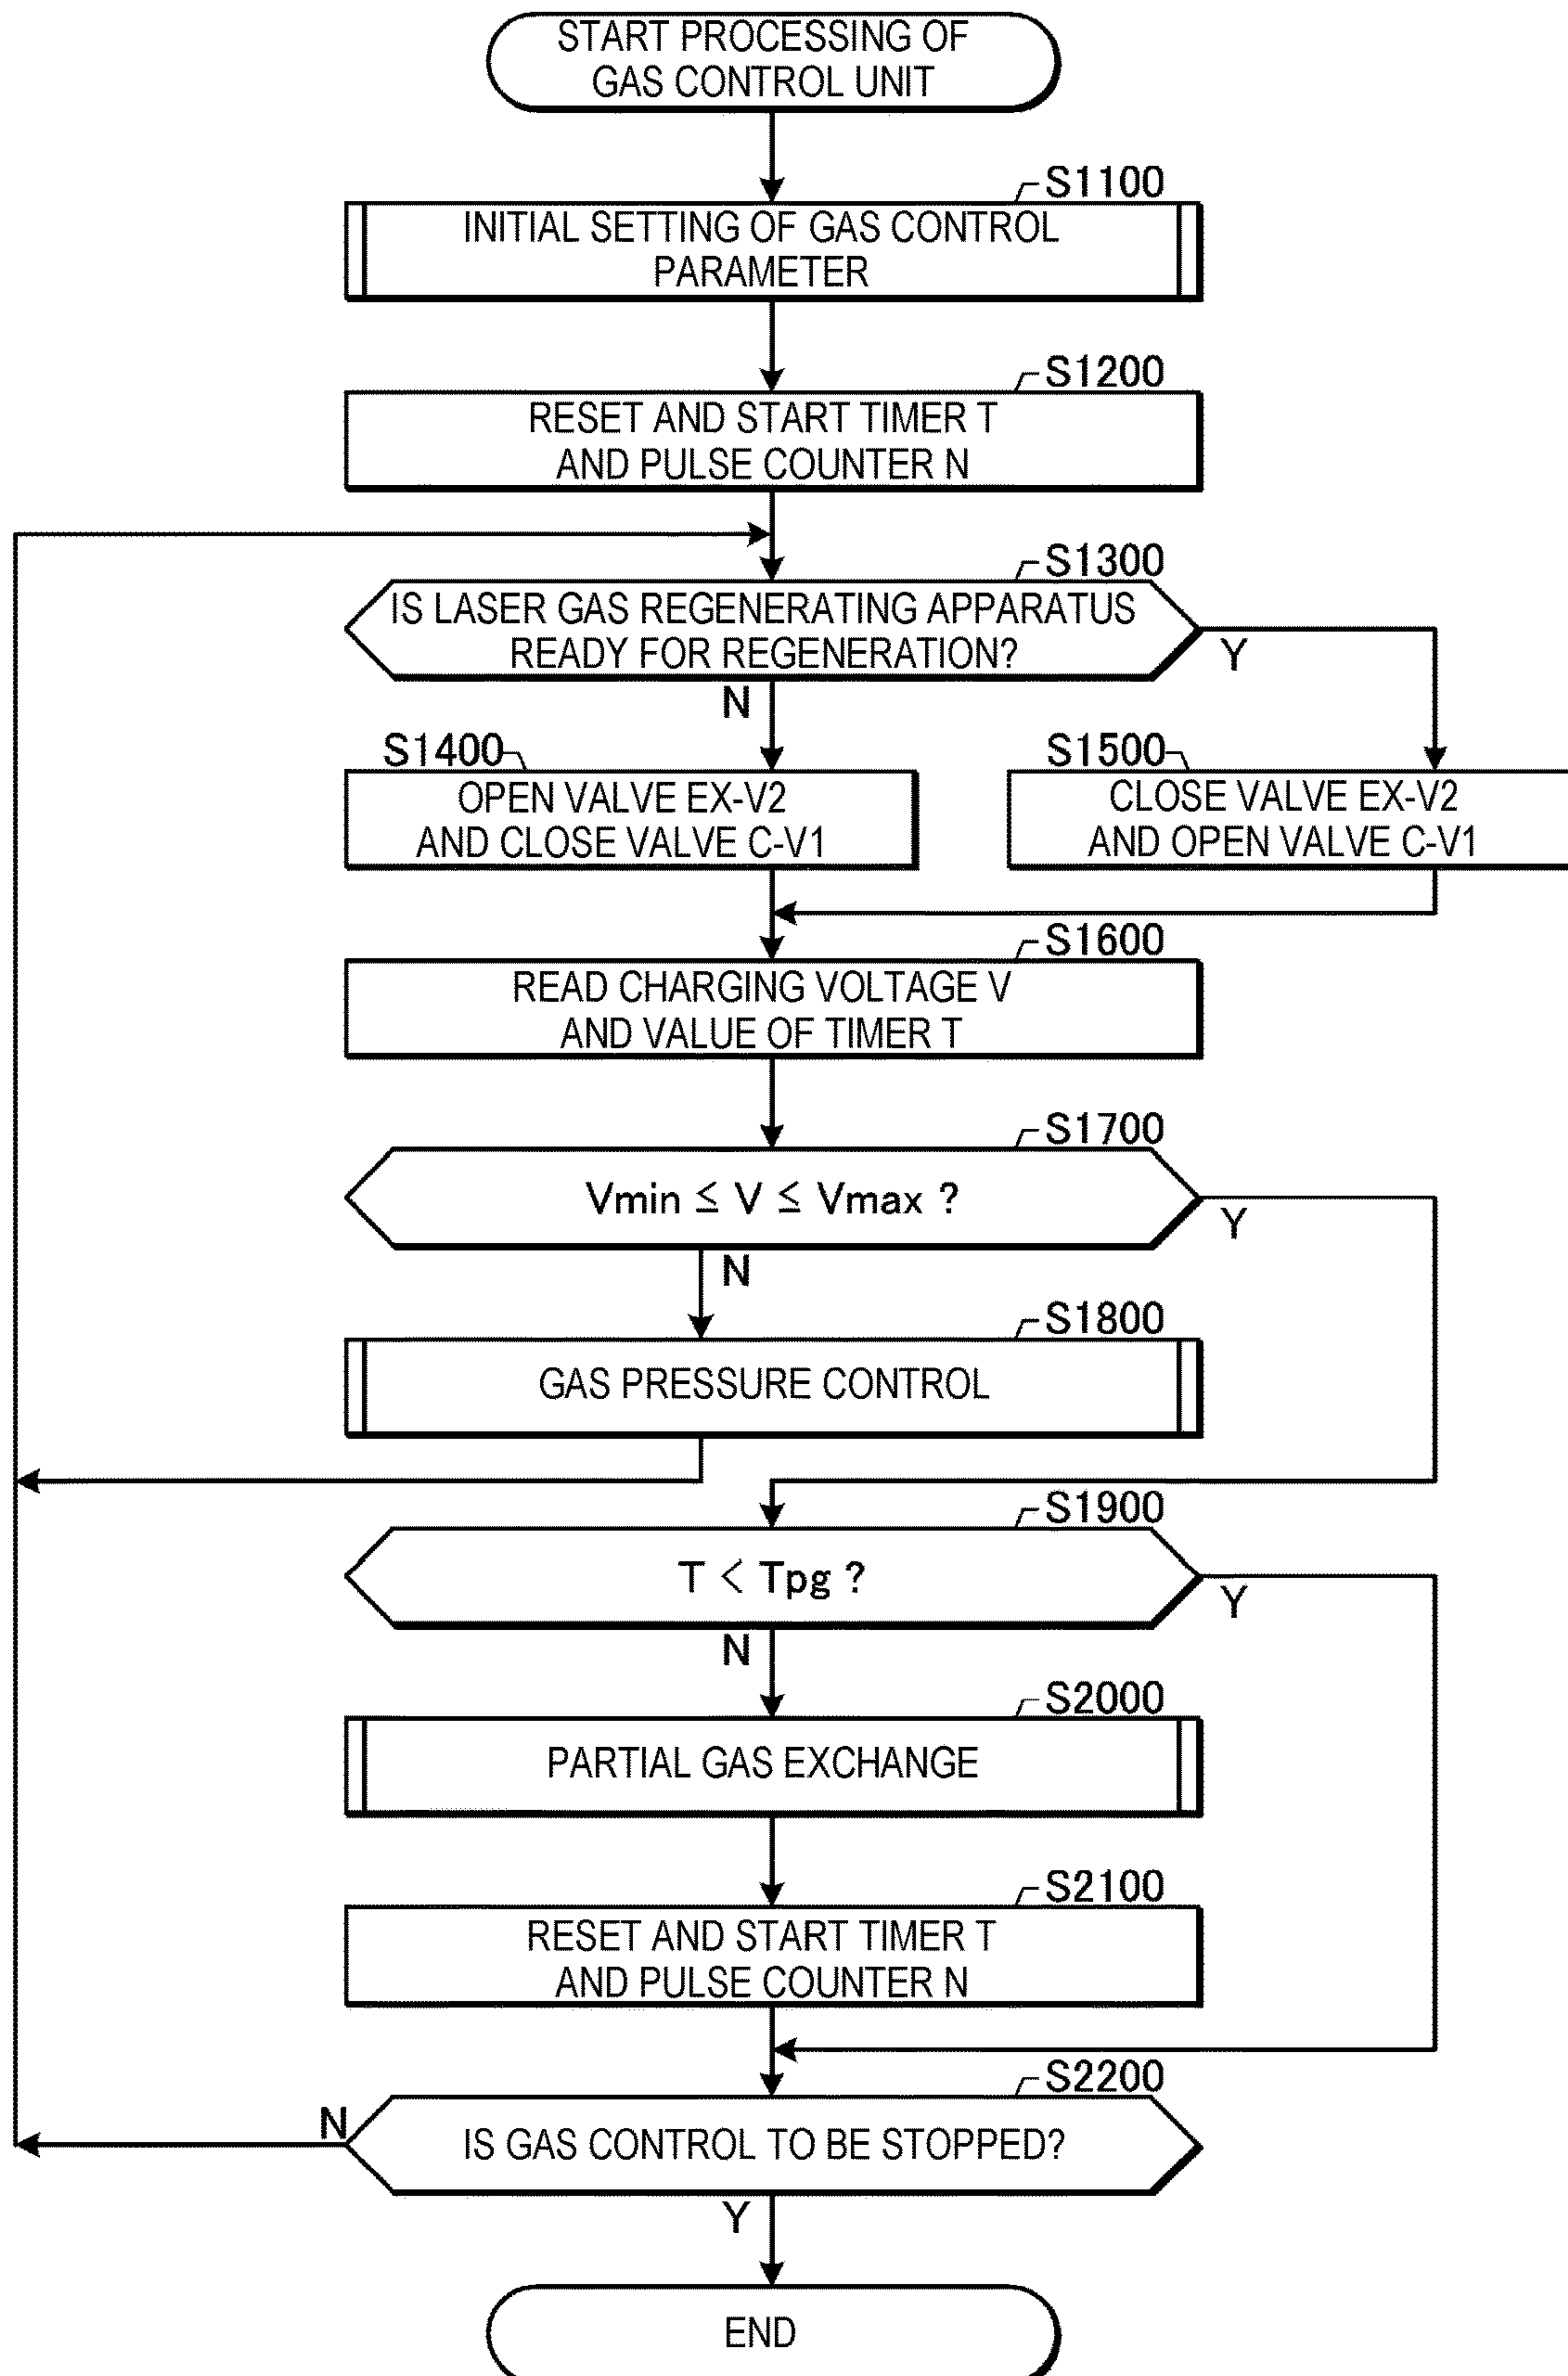 START PROCESSING OF
GAS CONTROL UNIT
S1100
INITIAL SETTING OF GAS CONTROL
PARAMETER
S1200
RESET AND START TIMER T
AND PULSE COUNTER N
S1300
IS LASER GAS REGENERATING APPARATUS
READY FOR REGENERATION?
Y
N
S1400
OPEN VALVE EX-V2
AND CLOSE VALVE C-V1
S1500
CLOSE VALVE EX-V2
AND OPEN VALVE C-V1
S1600
READ CHARGING VOLTAGE V
AND VALUE OF TIMER T
S1700
Vmin ≤ V ≤ Vmax ?
Y
N
S1800
GAS PRESSURE CONTROL
S1900
T < Tpg ?
Y
N
S2000
PARTIAL GAS EXCHANGE
S2100
RESET AND START TIMER T
AND PULSE COUNTER N
S2200
N
IS GAS CONTROL TO BE STOPPED?
Y
END